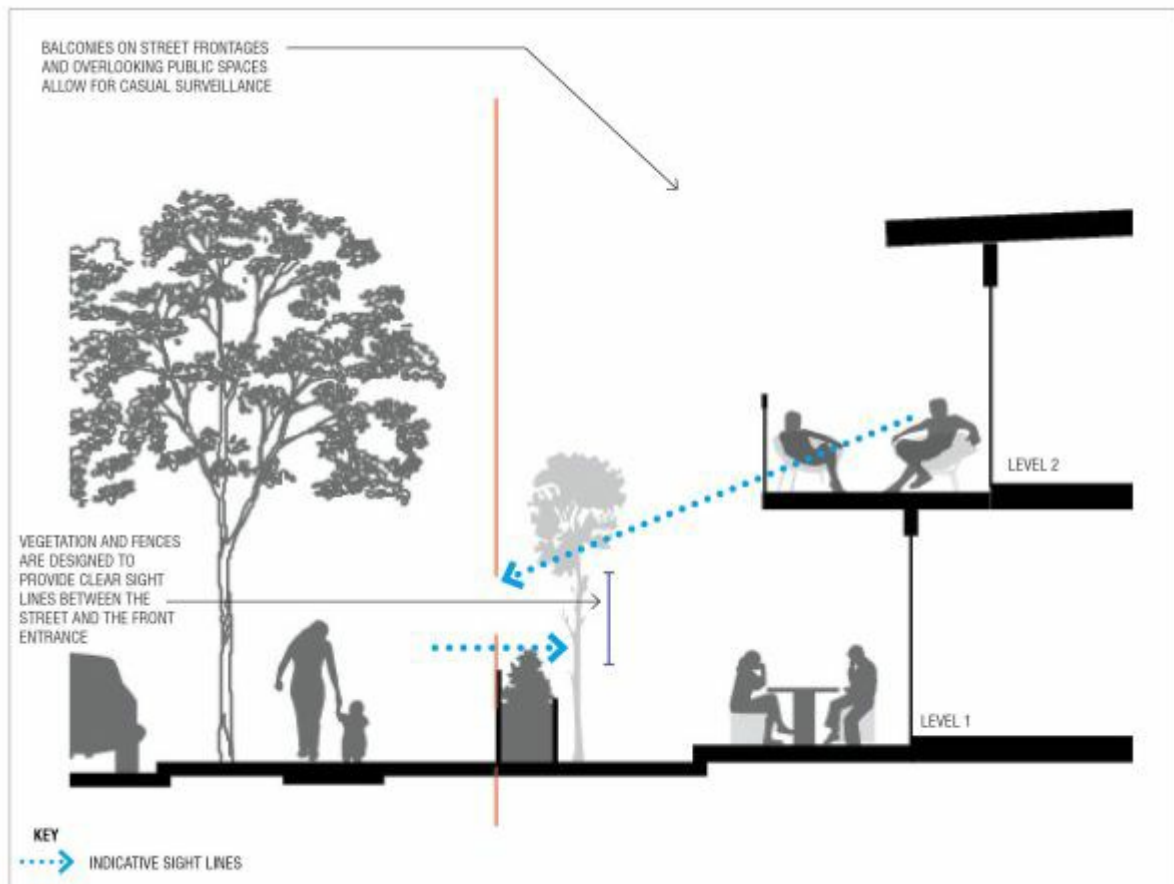 BALCONIES ON STREET FRONTAGES
AND OVERLOOKING PUBLIC SPACES
ALLOW FOR CASUAL SURVEILLANCE
LEVEL 2
VEGETATION AND FENCES
ARE DESIGNED TO
PROVIDE CLEAR SIGHT
LINES BETWEEN THE
STREET AND THE FRONT
ENTRANCE
LEVEL 1
KEY
INDICATIVE SIGHT LINES